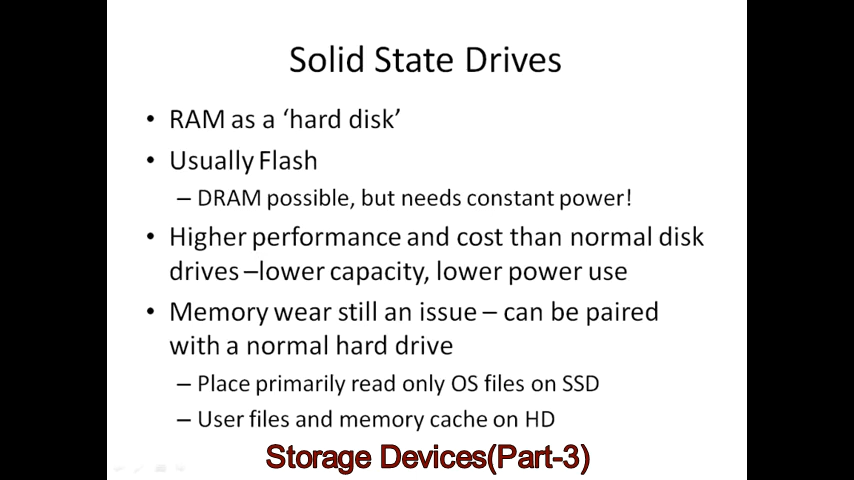 Solid State Drives
• RAM as a ‘hard disk’
• Usually Flash
– DRAM possible, but needs constant power!
• Higher performance and cost than normal disk
drives –lower capacity, lower power use
• Memory wear still an issue – can be paired
with a normal hard drive
– Place primarily read only OS files on SSD
– User files and memory cache on HD
Storage Devices(Part-3)